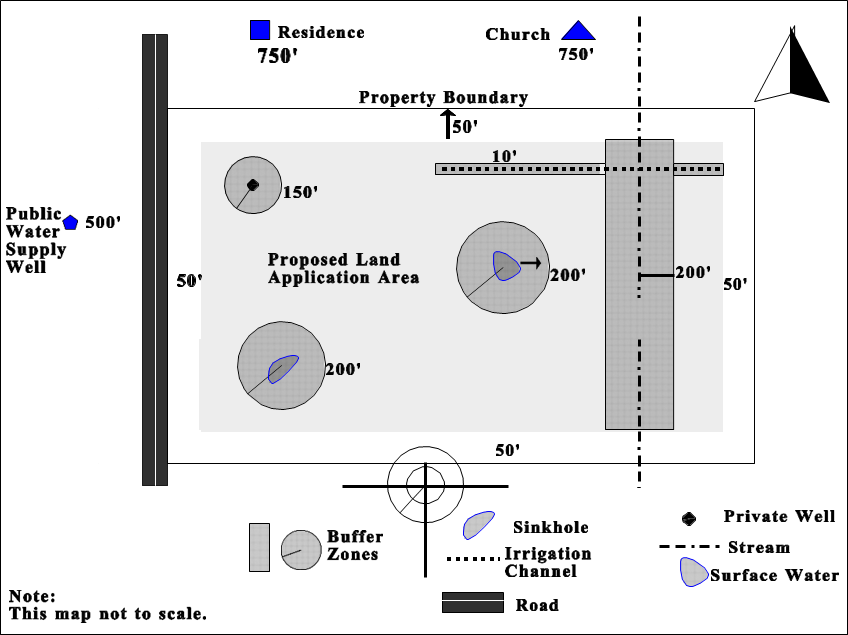 Residence
750'
Church
750'
Property Boundary
50'
10'
150'
Public
Water
Supply
Well
500'
Proposed Land
Application Area
50'
200'
200'
50'
200'
50'
Buffer
Zones
Sinkhole
Irrigation
Channel
Road
Private Well
Stream
Surface Water
Note:
This map not to scale.